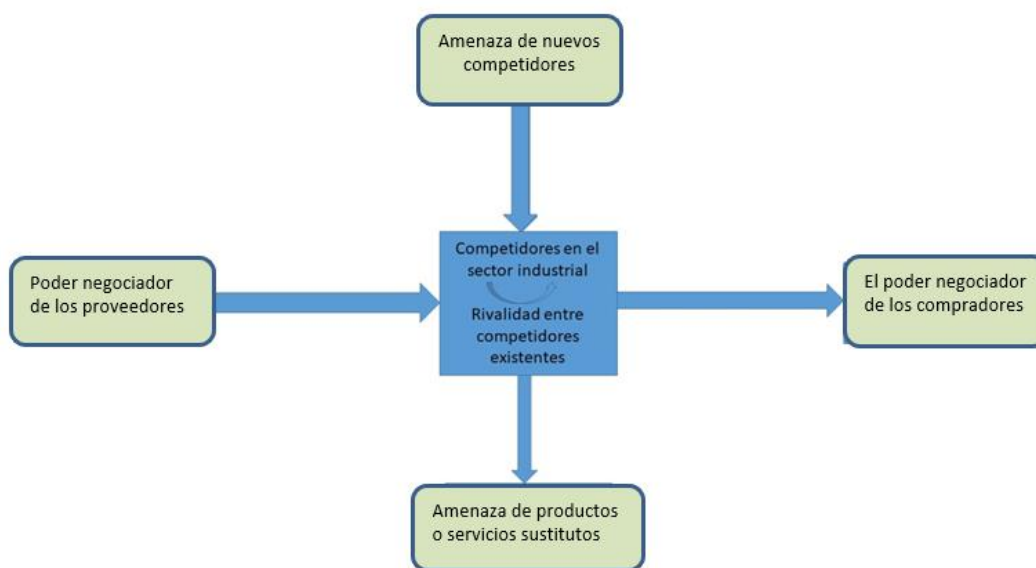 Amenaza de nuevos
competidores
Competidores en el
sector industrial
Rivalidad entre
competidores
existentes
Poder negociador
de los proveedores
El poder negociador
de los compradores
Amenaza de productos
o servicios sustitutos